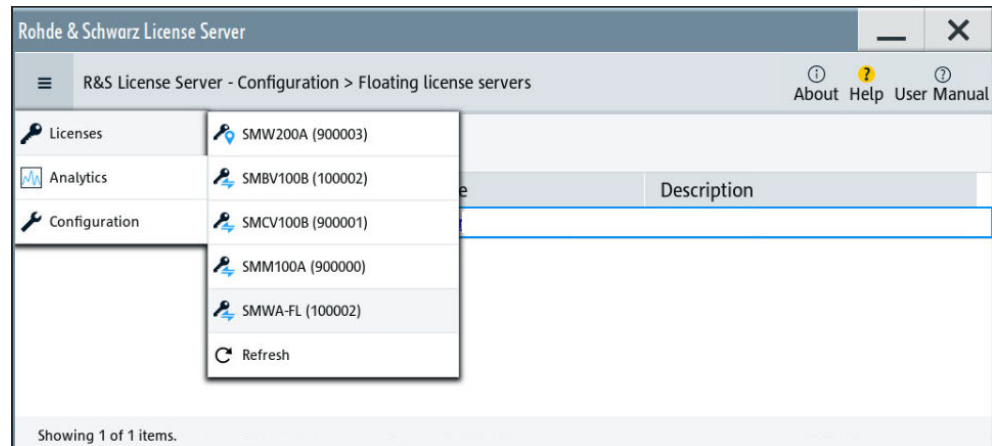 Rohde & Schwarz License Server
R&S License Server - Configuration > Floating license servers
About Help User Manual
Licenses
SMW200A (900003)
Analytics
SMBV100B (100002)
Description
Configuration
SMCV100B (900001)
SMM100A (900000)
SMWA-FL (100002)
Refresh
Showing 1 of 1 items.